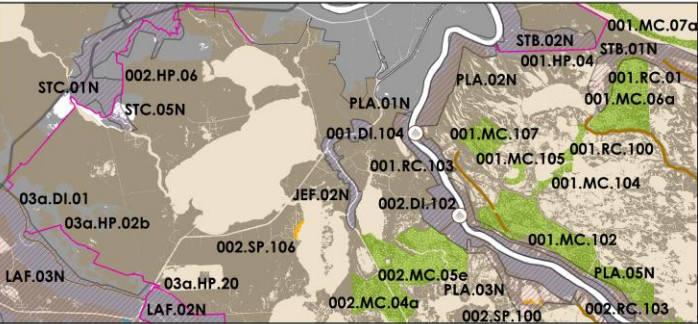 001.MC.07a
STB.02N
STB.01N
001.HP.04
002.HP.06
STC.01N
PLA.02N
001.RC.01
001.MC.06a
STC.05N
PLA.01N
001.DI.104
001.MC.107
001.RC.100
001.RC.103
001.MC.105
001.MC.104
03a.DI.01
JEF.02N
002.DI.102
03a.HP.02b
002.SP.106
001.MC.102
LAF.03N
002.MC.05e
PLA.05N
03a.HP.20
PLA.03N
002.MC.04a
LAF.02N
002.SP.100
002.RC.103